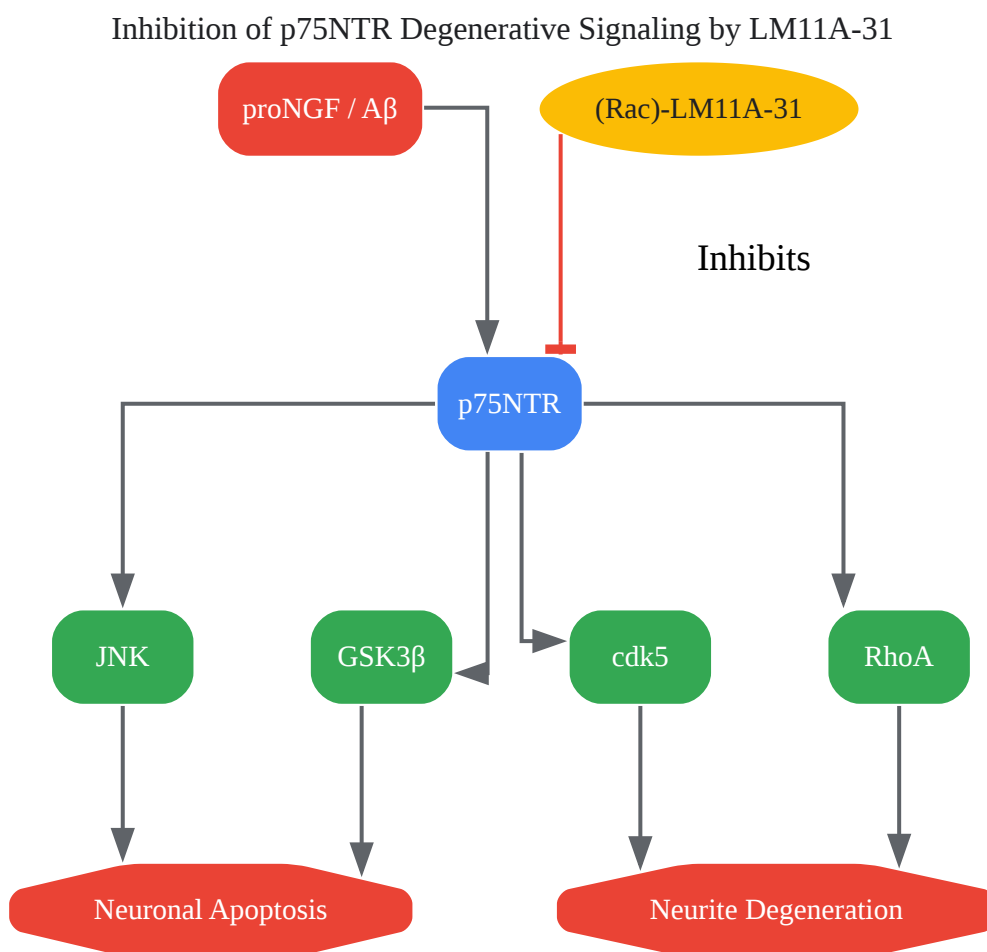 Inhibition of p75NTR Degenerative Signaling by LM11A-31
proNGF / Aβ
(Rac)-LM11A-31
Inhibits
p75NTR
JNK
GSK3β
cdk5
RhoA
Neuronal Apoptosis
Neurite Degeneration